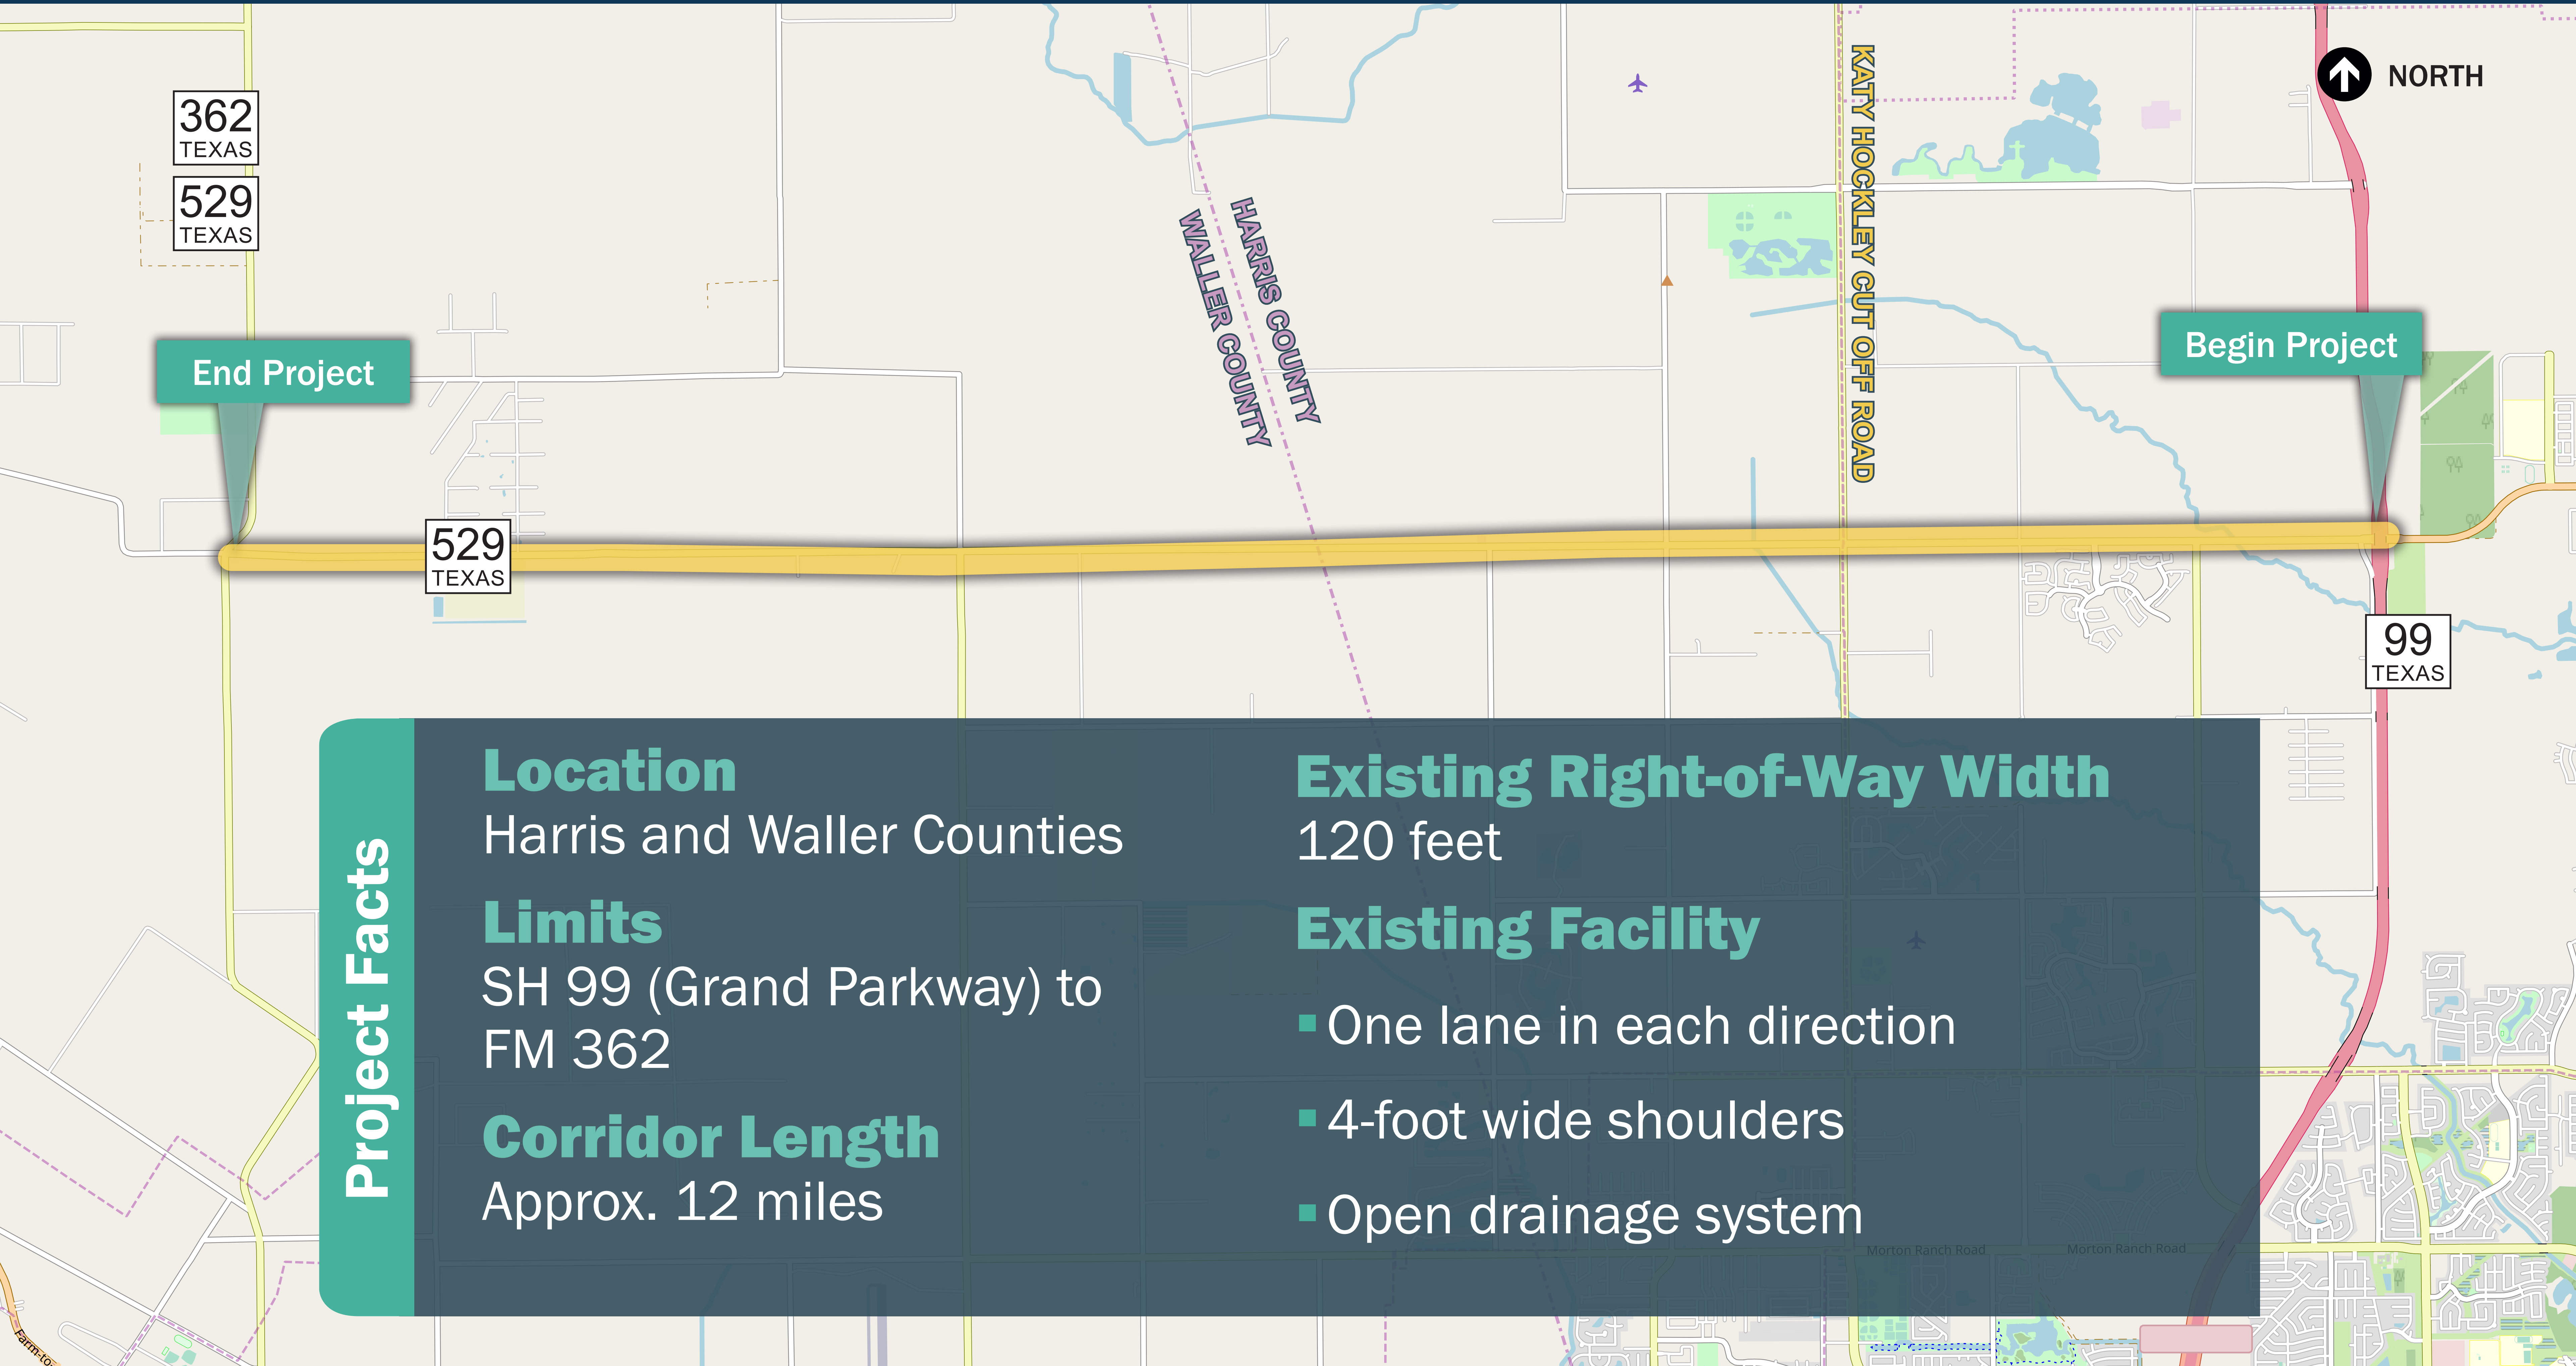 362
TEXAS
529
TEXAS
KATY HOCKLEY CUT OFF ROAD
NORTH
HARRIS COUNTY
WALLER COUNTY
End Project
Begin Project
529
TEXAS
99
TEXAS
Project Facts
Location
Harris and Waller Counties
Limits
SH 99 (Grand Parkway) to
FM 362
Corridor Length
Approx. 12 miles
Existing Right-of-Way Width
120 feet
Existing Facility
One lane in each direction
4-foot wide shoulders
Open drainage system
Morton Ranch Road
Morton Ranch Road
Farm-to-